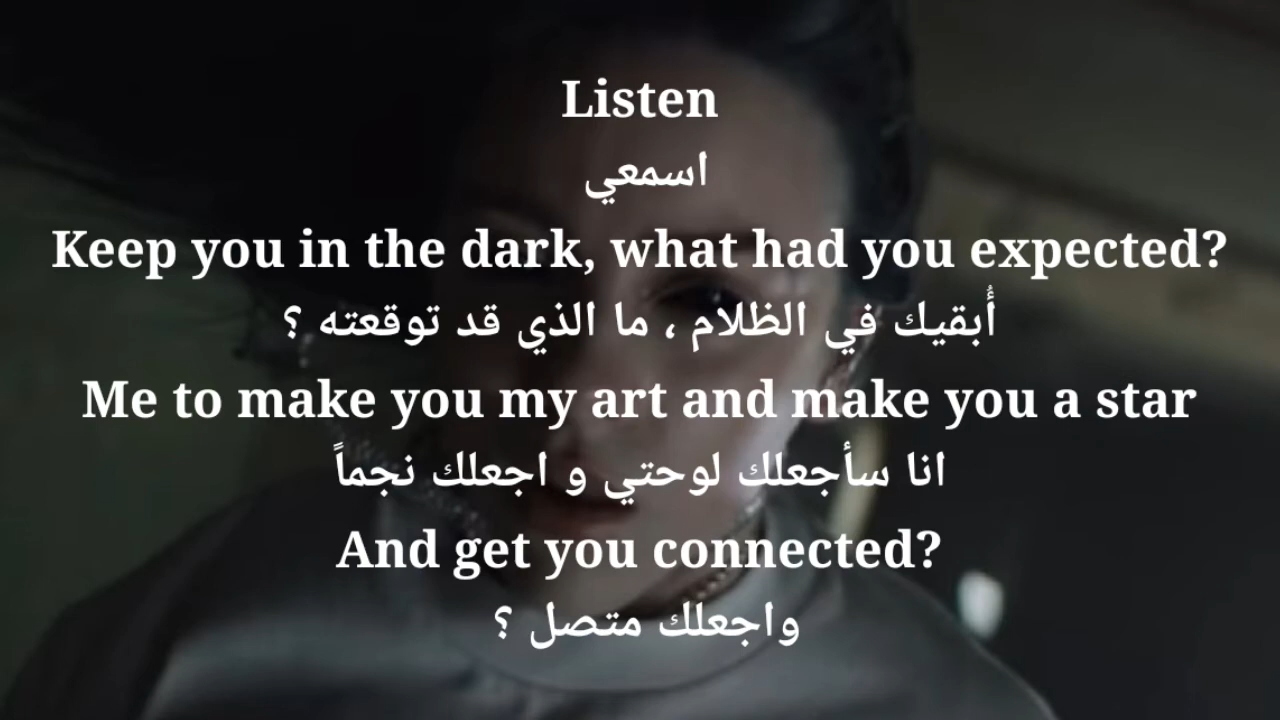 Listen
اسمعي
Keep you in the dark, what had you expected?
أُبقيك في الظلام ، ما الذي قد توقعته ؟
Me to make you my art and make you a star
انا سأجعلك لوحتي و اجعلك نجماً
And get you connected?
واجعلك متصل ؟